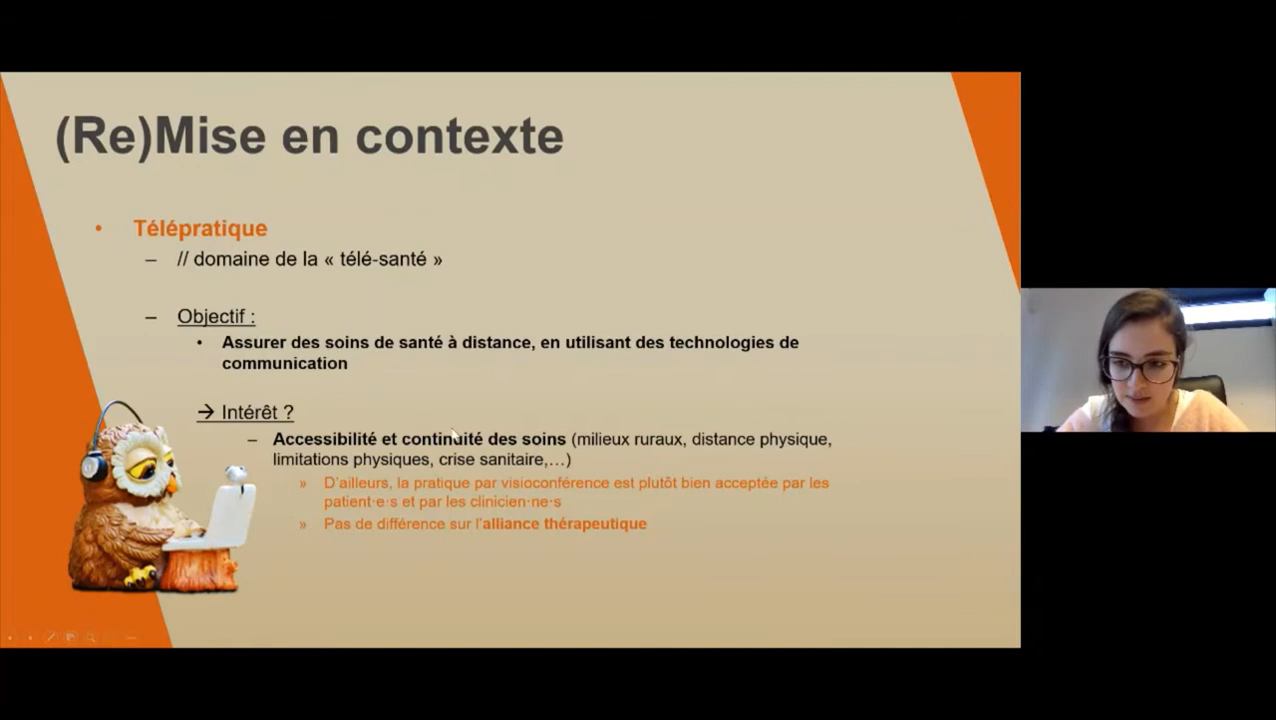 (Re)Mise en contexte
• Télépratique
– // domaine de la « télé-santé »
– Objectif :
• Assurer des soins de santé à distance, en utilisant des technologies de
communication
→ Intérêt ?
– Accessibilité et continuité des soins (milieux ruraux, distance physique,
limitations physiques, crise sanitaire,…)
» D'ailleurs, la pratique par visioconférence est plutôt bien acceptée par les
patient·e·s et par les clinicien·ne·s
» Pas de différence sur l'alliance thérapeutique